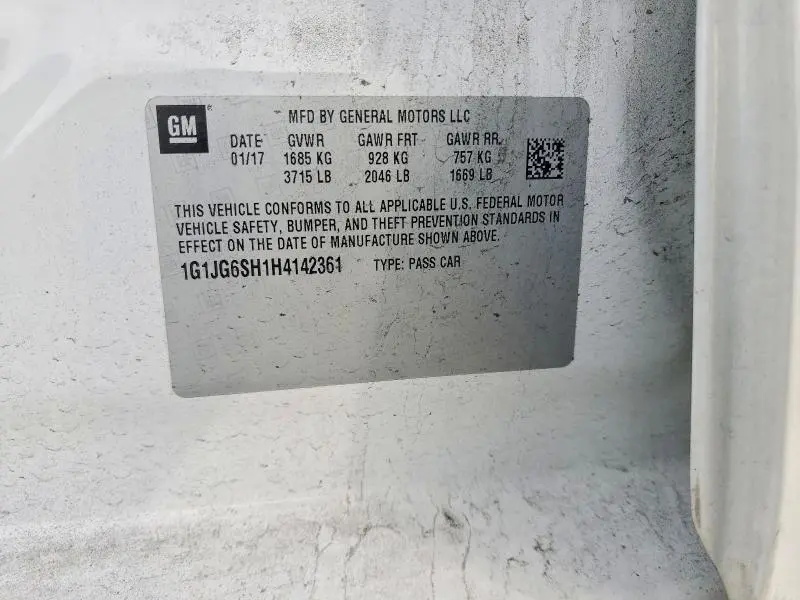 GM
MFD BY GENERAL MOTORS LLC
DATE GVWR GAWR FRT GAWR RR
01/17 1685 KG 928 KG 757 KG
3715 LB 2046 LB 1669 LB
THIS VEHICLE CONFORMS TO ALL APPLICABLE U.S. FEDERAL MOTOR
VEHICLE SAFETY, BUMPER, AND THEFT PREVENTION STANDARDS IN
EFFECT ON THE DATE OF MANUFACTURE SHOWN ABOVE.
1G1JG6SH1H4142361 TYPE: PASS CAR